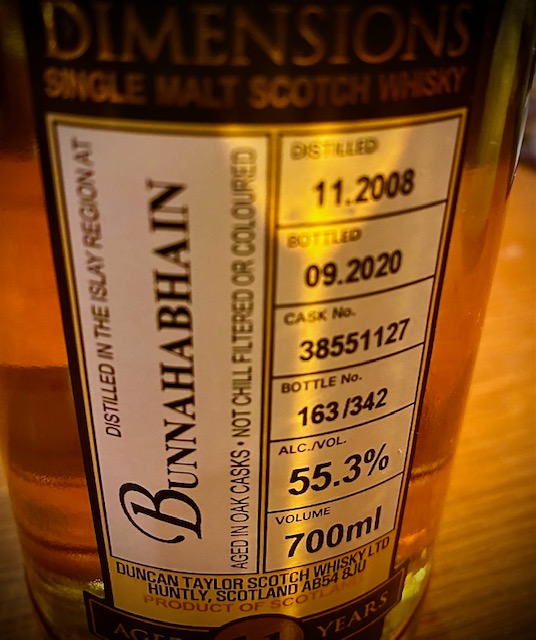 DIMENSIONS
SINGLE MALT SCOTCH WHISKY
DISTILLED IN THE ISLAY REGION AT
BUNNAHABHAIN
AGED IN OAK CASKS • NOT CHILL FILTERED OR COLOURED
DISTILLED
11.2008
BOTTLED
09.2020
CASK No.
38551127
BOTTLE No.
163/342
ALC./VOL.
55.3%
VOLUME
700ml
DUNCAN TAYLOR SCOTCH WHISKY LTD
HUNTLY, SCOTLAND AB54 8JU
PRODUCT OF SCOTLAND
AGED YEARS